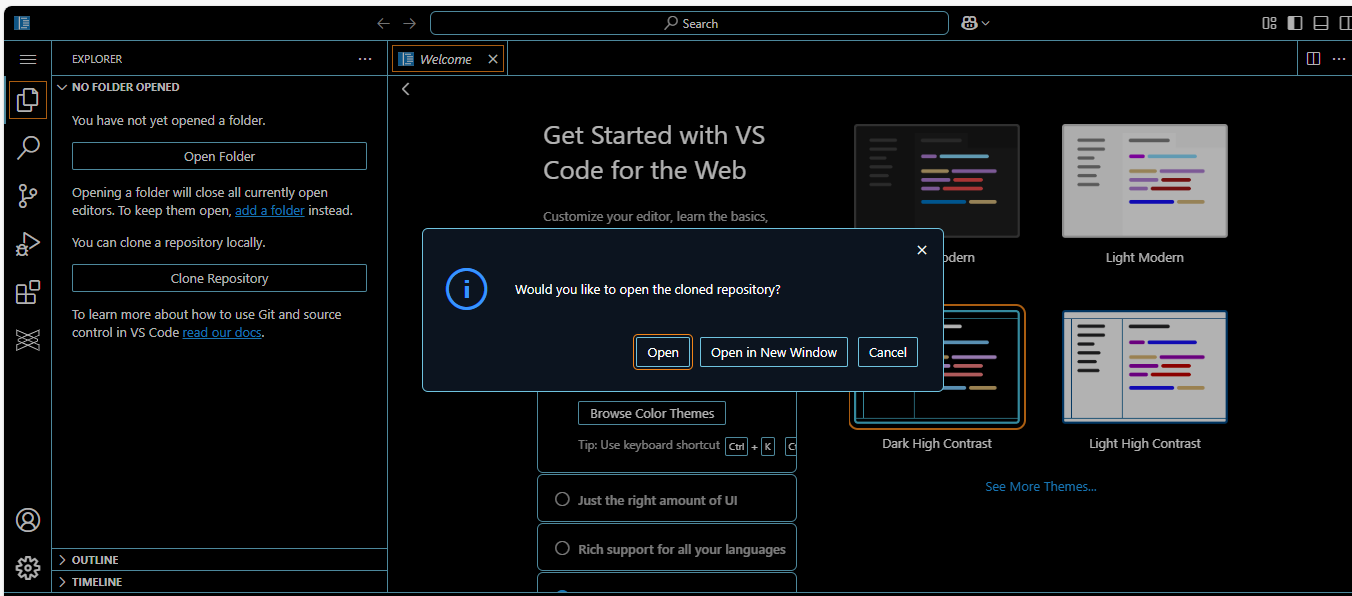 Search
EXPLORER
Welcome
NO FOLDER OPENED
You have not yet opened a folder.
Open Folder
Opening a folder will close all currently open
editors. To keep them open, add a folder instead.
You can clone a repository locally.
Clone Repository
To learn more about how to use Git and source
control in VS Code read our docs.
OUTLINE
TIMELINE
Get Started with VS
Code for the Web
Customize your editor, learn the basics,
Light Modern
Would you like to open the cloned repository?
Open
Open in New Window
Cancel
Browse Color Themes
Tip: Use keyboard shortcut Ctrl + K
Dark High Contrast
Light High Contrast
See More Themes...
Just the right amount of UI
Rich support for all your languages